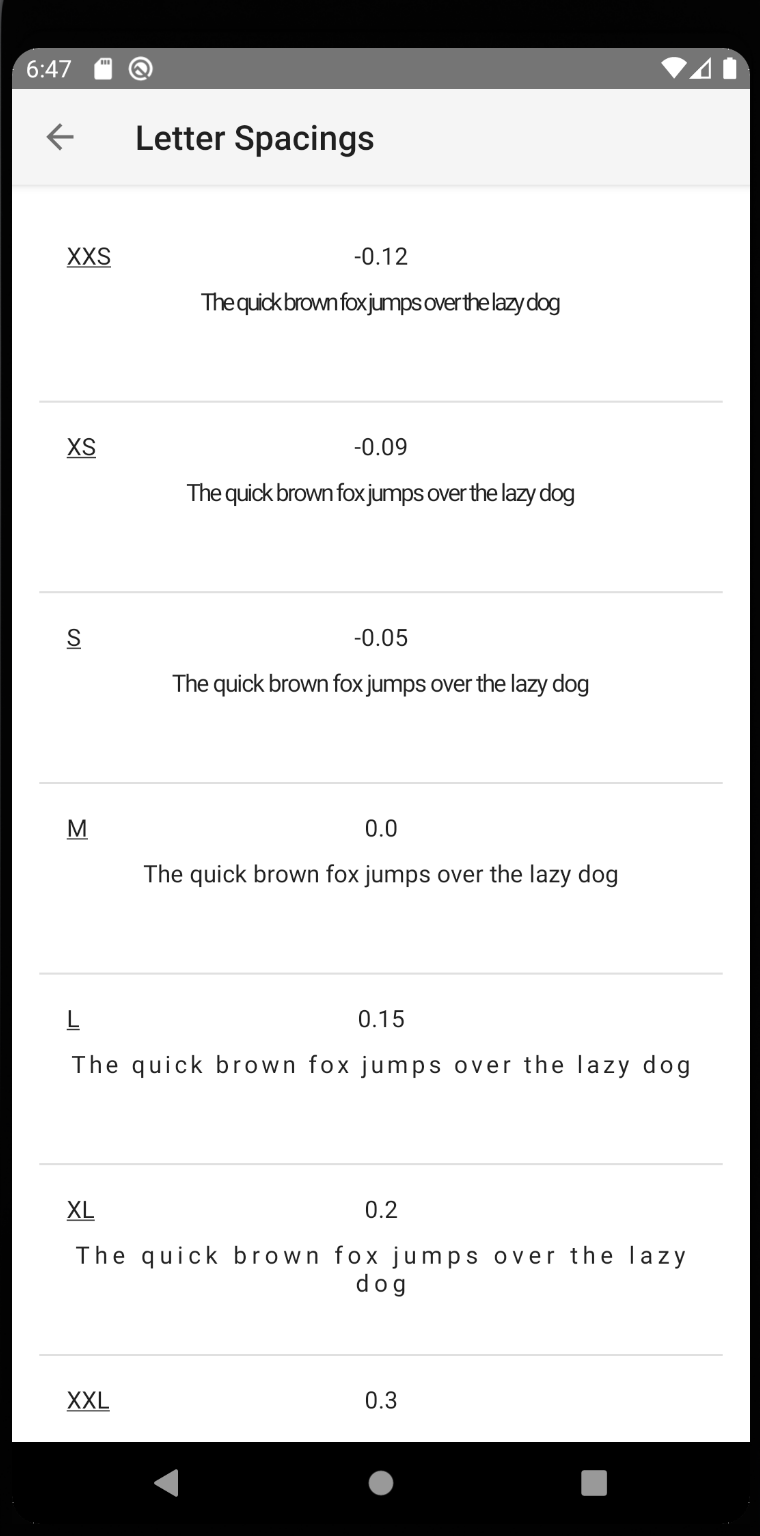 6:47
Letter Spacings
XXS -0.12
The quick brown fox jumps over the lazy dog
XS -0.09
The quick brown fox jumps over the lazy dog
S -0.05
The quick brown fox jumps over the lazy dog
M 0.0
The quick brown fox jumps over the lazy dog
L 0.15
The quick brown fox jumps over the lazy dog
XL 0.2
The quick brown fox jumps over the lazy
dog
XXL 0.3